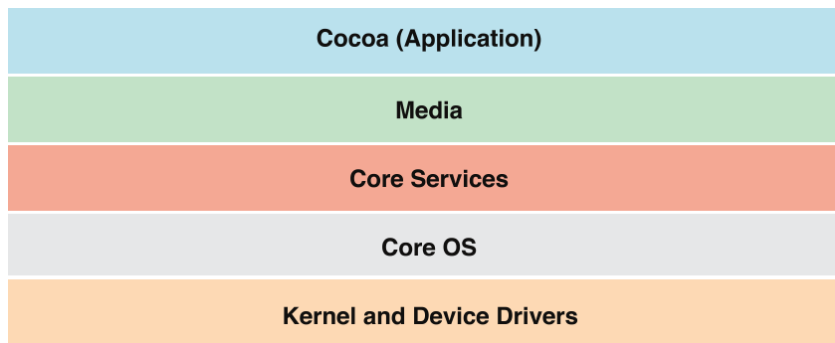 Cocoa (Application)
Media
Core Services
Core OS
Kernel and Device Drivers